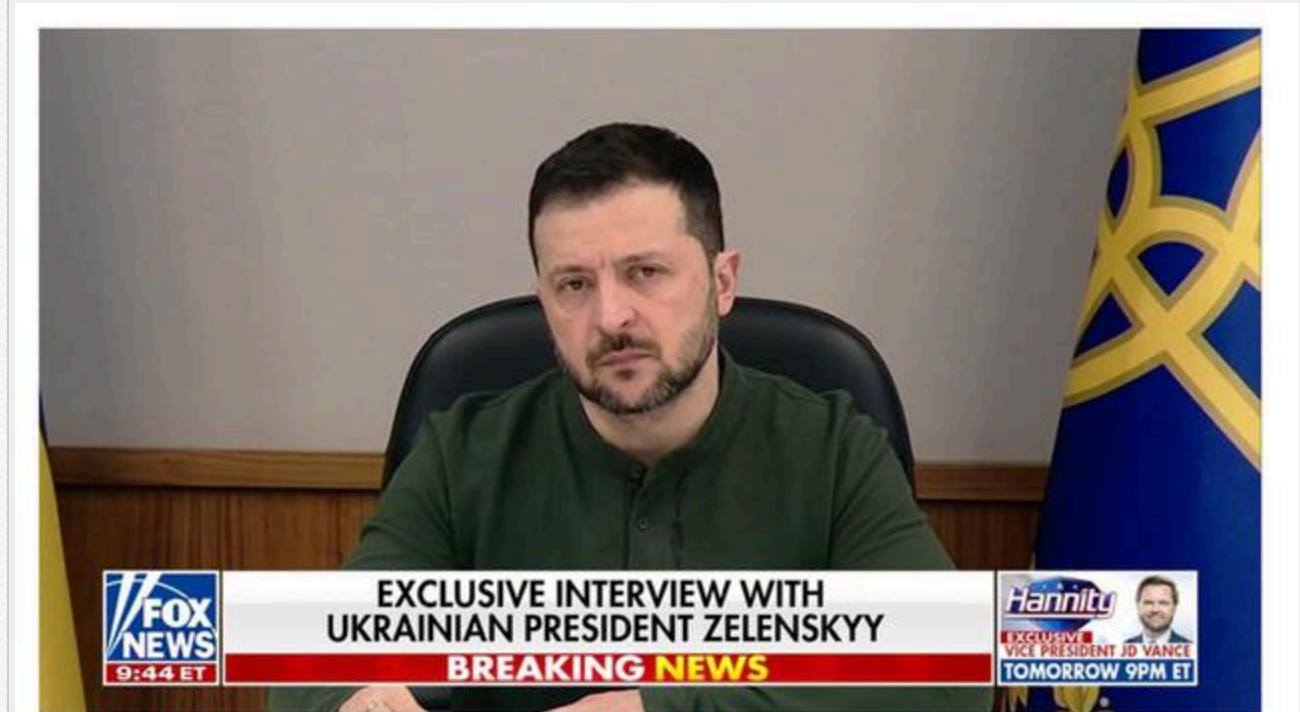 EXCLUSIVE INTERVIEW WITH
UKRAINIAN PRESIDENT ZELENSKYY
BREAKING NEWS
FOX
NEWS
9:44 ET
Hannity
EXCLUSIVE
VICE PRESIDENT JD VANCE
TOMORROW 9PM ET